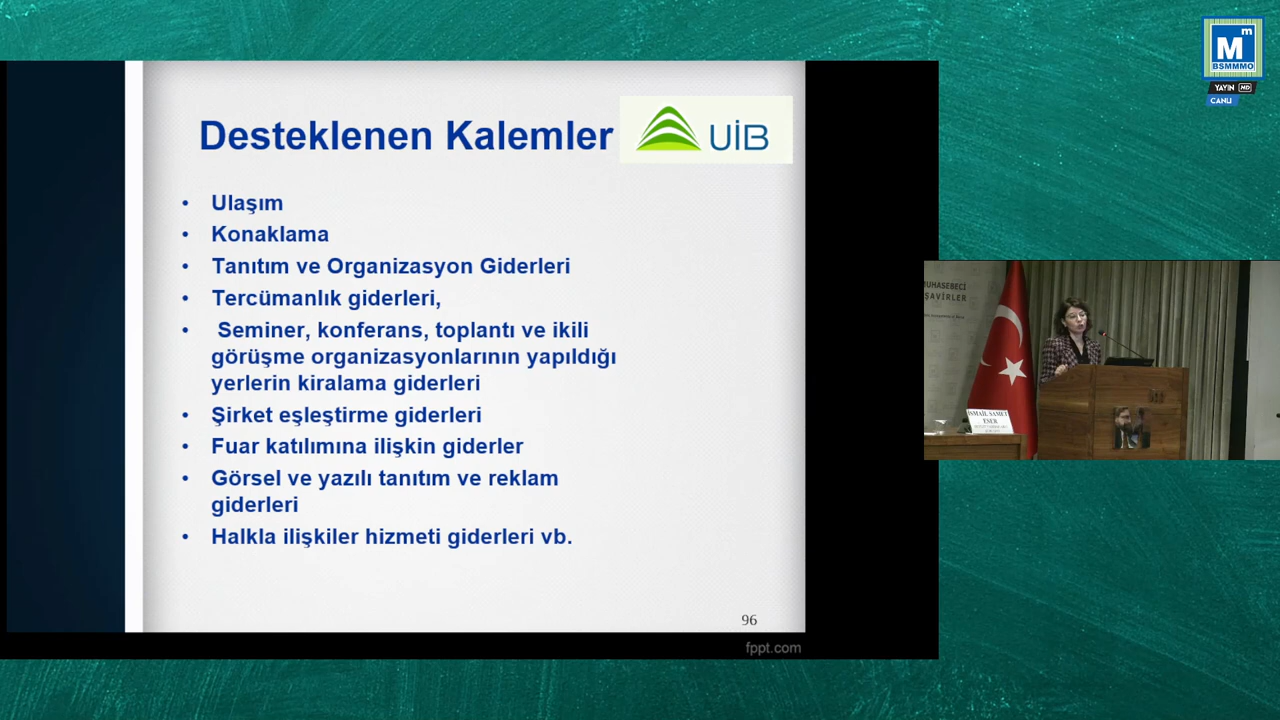 Desteklenen Kalemler
UİB
• Ulaşım
• Konaklama
• Tanıtım ve Organizasyon Giderleri
• Tercümanlık giderleri,
• Seminer, konferans, toplantı ve ikili
görüşme organizasyonlarının yapıldığı
yerlerin kiralama giderleri
• Şirket eşleştirme giderleri
• Fuar katılımına ilişkin giderler
• Görsel ve yazılı tanıtım ve reklam
giderleri
• Halkla ilişkiler hizmeti giderleri vb.
96
fppt.com
Mm
BSMMMO
YAYIN HD
CANLI
MUHASEBECİ
İSMAİL SAMET
ESER